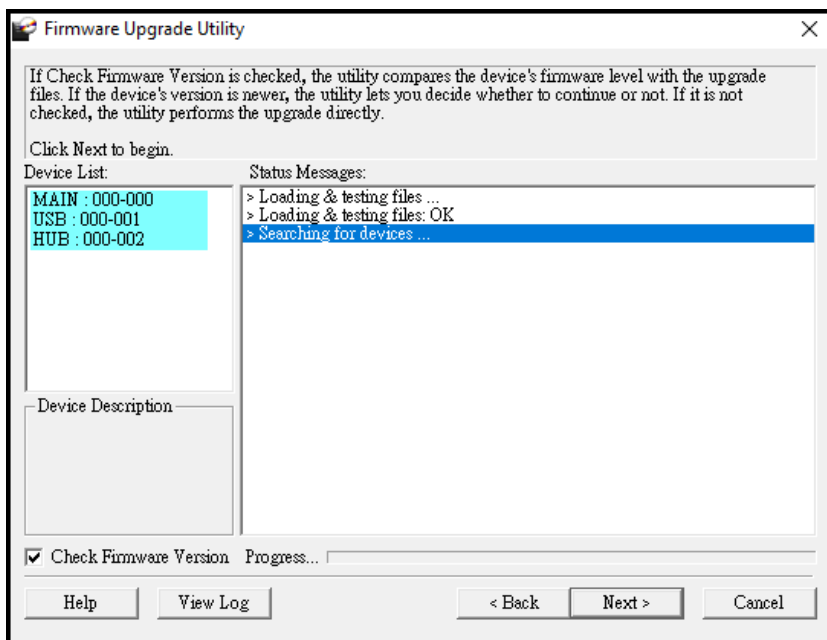 Firmware Upgrade Utility
If Check Firmware Version is checked, the utility compares the device's firmware level with the upgrade
files. If the device's version is newer, the utility lets you decide whether to continue or not. If it is not
checked, the utility performs the upgrade directly.
Click Next to begin.
Device List:
MAIN : 000-000
USB : 000-001
HUB : 000-002
Status Messages:
> Loading & testing files ...
> Loading & testing files: OK
> Searching for devices ...
Device Description
Check Firmware Version Progress...
Help View Log < Back Next > Cancel